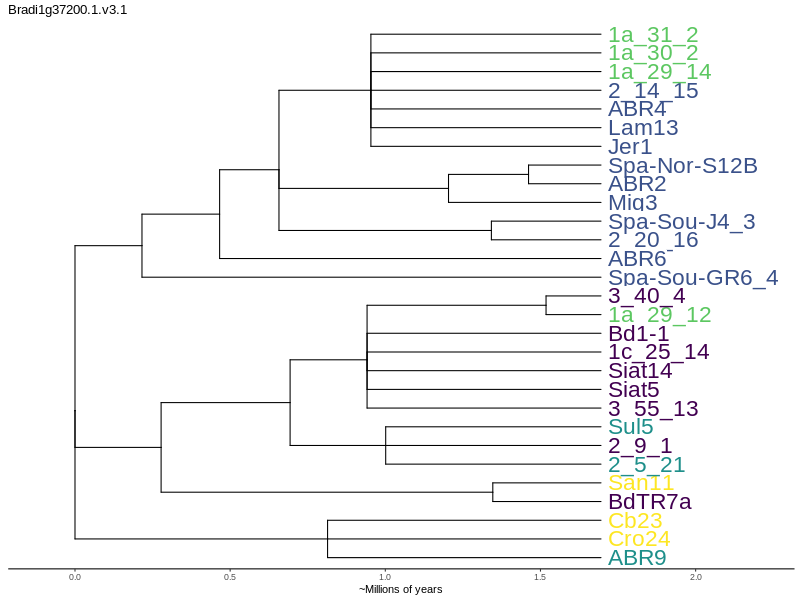 Bradi1g37200.1.v3.1
1a_31_2
1a_30_2
1a_29_14
2_14_15
ABR4
Lam13
Jer1
Spa-Nor-S12B
ABR2
Mig3
Spa-Sou-J4_3
2_20_16
ABR6
Spa-Sou-GR6_4
3_40_4
1a_29_12
Bd1-1
1c_25_14
Siat14
Siat5
3_55_13
Sul5
2_9_1
2_5_21
San11
BdTR7a
Cb23
Cro24
ABR9
0.0 0.5 1.0 1.5 2.0
~Millions of years